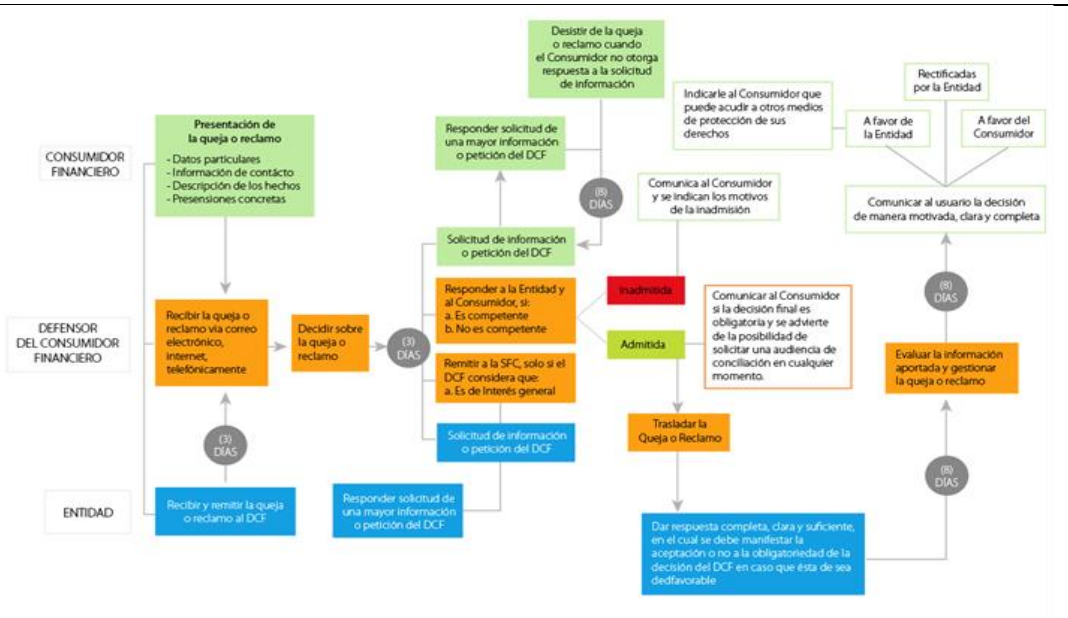 CONSUMIDOR
FINANCIERO
Presentación de
la queja o reclamo
- Datos particulares
- Información de contácto
- Descripción de los hechos
- Presensiones concretas
Desistir de la queja
o reclamo cuando
el Consumidor no otorga
respuesta a la solicitud
de información
Responder solicitud de
una mayor información
o petición del DCF
(8)
DÍAS
Solicitud de información
o petición del DCF
Indicarle al Consumidor que
puede acudir a otros medios
de protección de sus
derechos
Rectificadas
por la Entidad
A favor de
la Entidad
A favor del
Consumidor
Comunica al Consumidor
y se indican los motivos
de la inadmisión
Comunicar al usuario la decisión
de manera motivada, clara y completa
DEFENSOR
DEL CONSUMIDOR
FINANCIERO
Recibir la queja o
reclamo via correo
electrónico,
internet,
telefónicamente
Decidir sobre
la queja o
reclamo
(3)
DÍAS
Responder a la Entidad y
al Consumidor, si:
a. Es competente
b. No es competente
Remitir a la SFC, solo si el
DCF considera que:
a. Es de Interés general
Inadmitida
Admitida
Comunicar al Consumidor
si la decisión final es
obligatoria y se advierte
de la posibilidad de
solicitar una audiencia de
conciliación en cualquier
momento.
(8)
DÍAS
Evaluar la información
aportada y gestionar
la queja o reclamo
Trasladar la
Queja o Reclamo
(3)
DÍAS
Solicitud de información
o petición del DCF
(8)
DÍAS
ENTIDAD
Recibir y remitir la queja
o reclamo al DCF
Responder solicitud de
una mayor información
o petición del DCF
Dar respuesta completa, clara y suficiente,
en el cual se debe manifestar la
aceptación o no a la obligatoriedad de la
decisión del DCF en caso que ésta de sea
dedfavorable